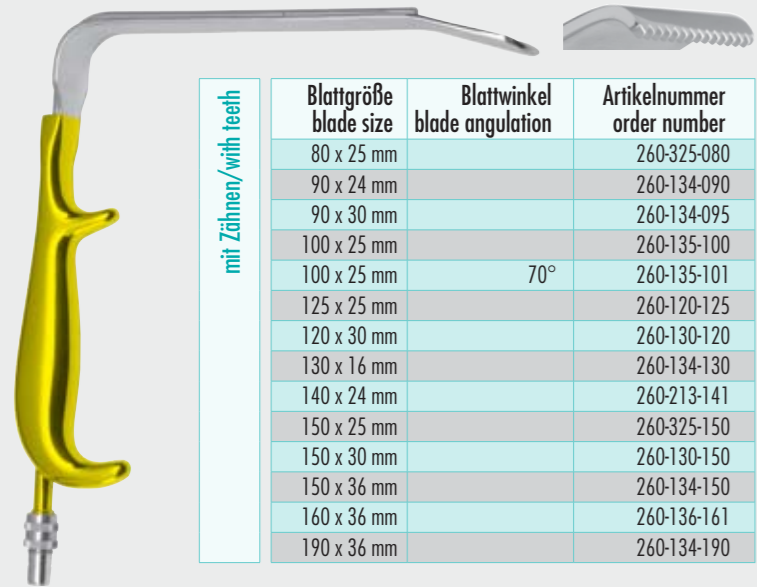 mit Zähnen/with teeth
Blattgröße Blattwinkel Artikelnummer
blade size blade angulation order number
80 x 25 mm 260-325-080
90 x 24 mm 260-134-090
90 x 30 mm 260-134-095
100 x 25 mm 260-135-100
100 x 25 mm 70° 260-135-101
125 x 25 mm 260-120-125
120 x 30 mm 260-130-120
130 x 16 mm 260-134-130
140 x 24 mm 260-213-141
150 x 25 mm 260-325-150
150 x 30 mm 260-130-150
150 x 36 mm 260-134-150
160 x 36 mm 260-136-161
190 x 36 mm 260-134-190